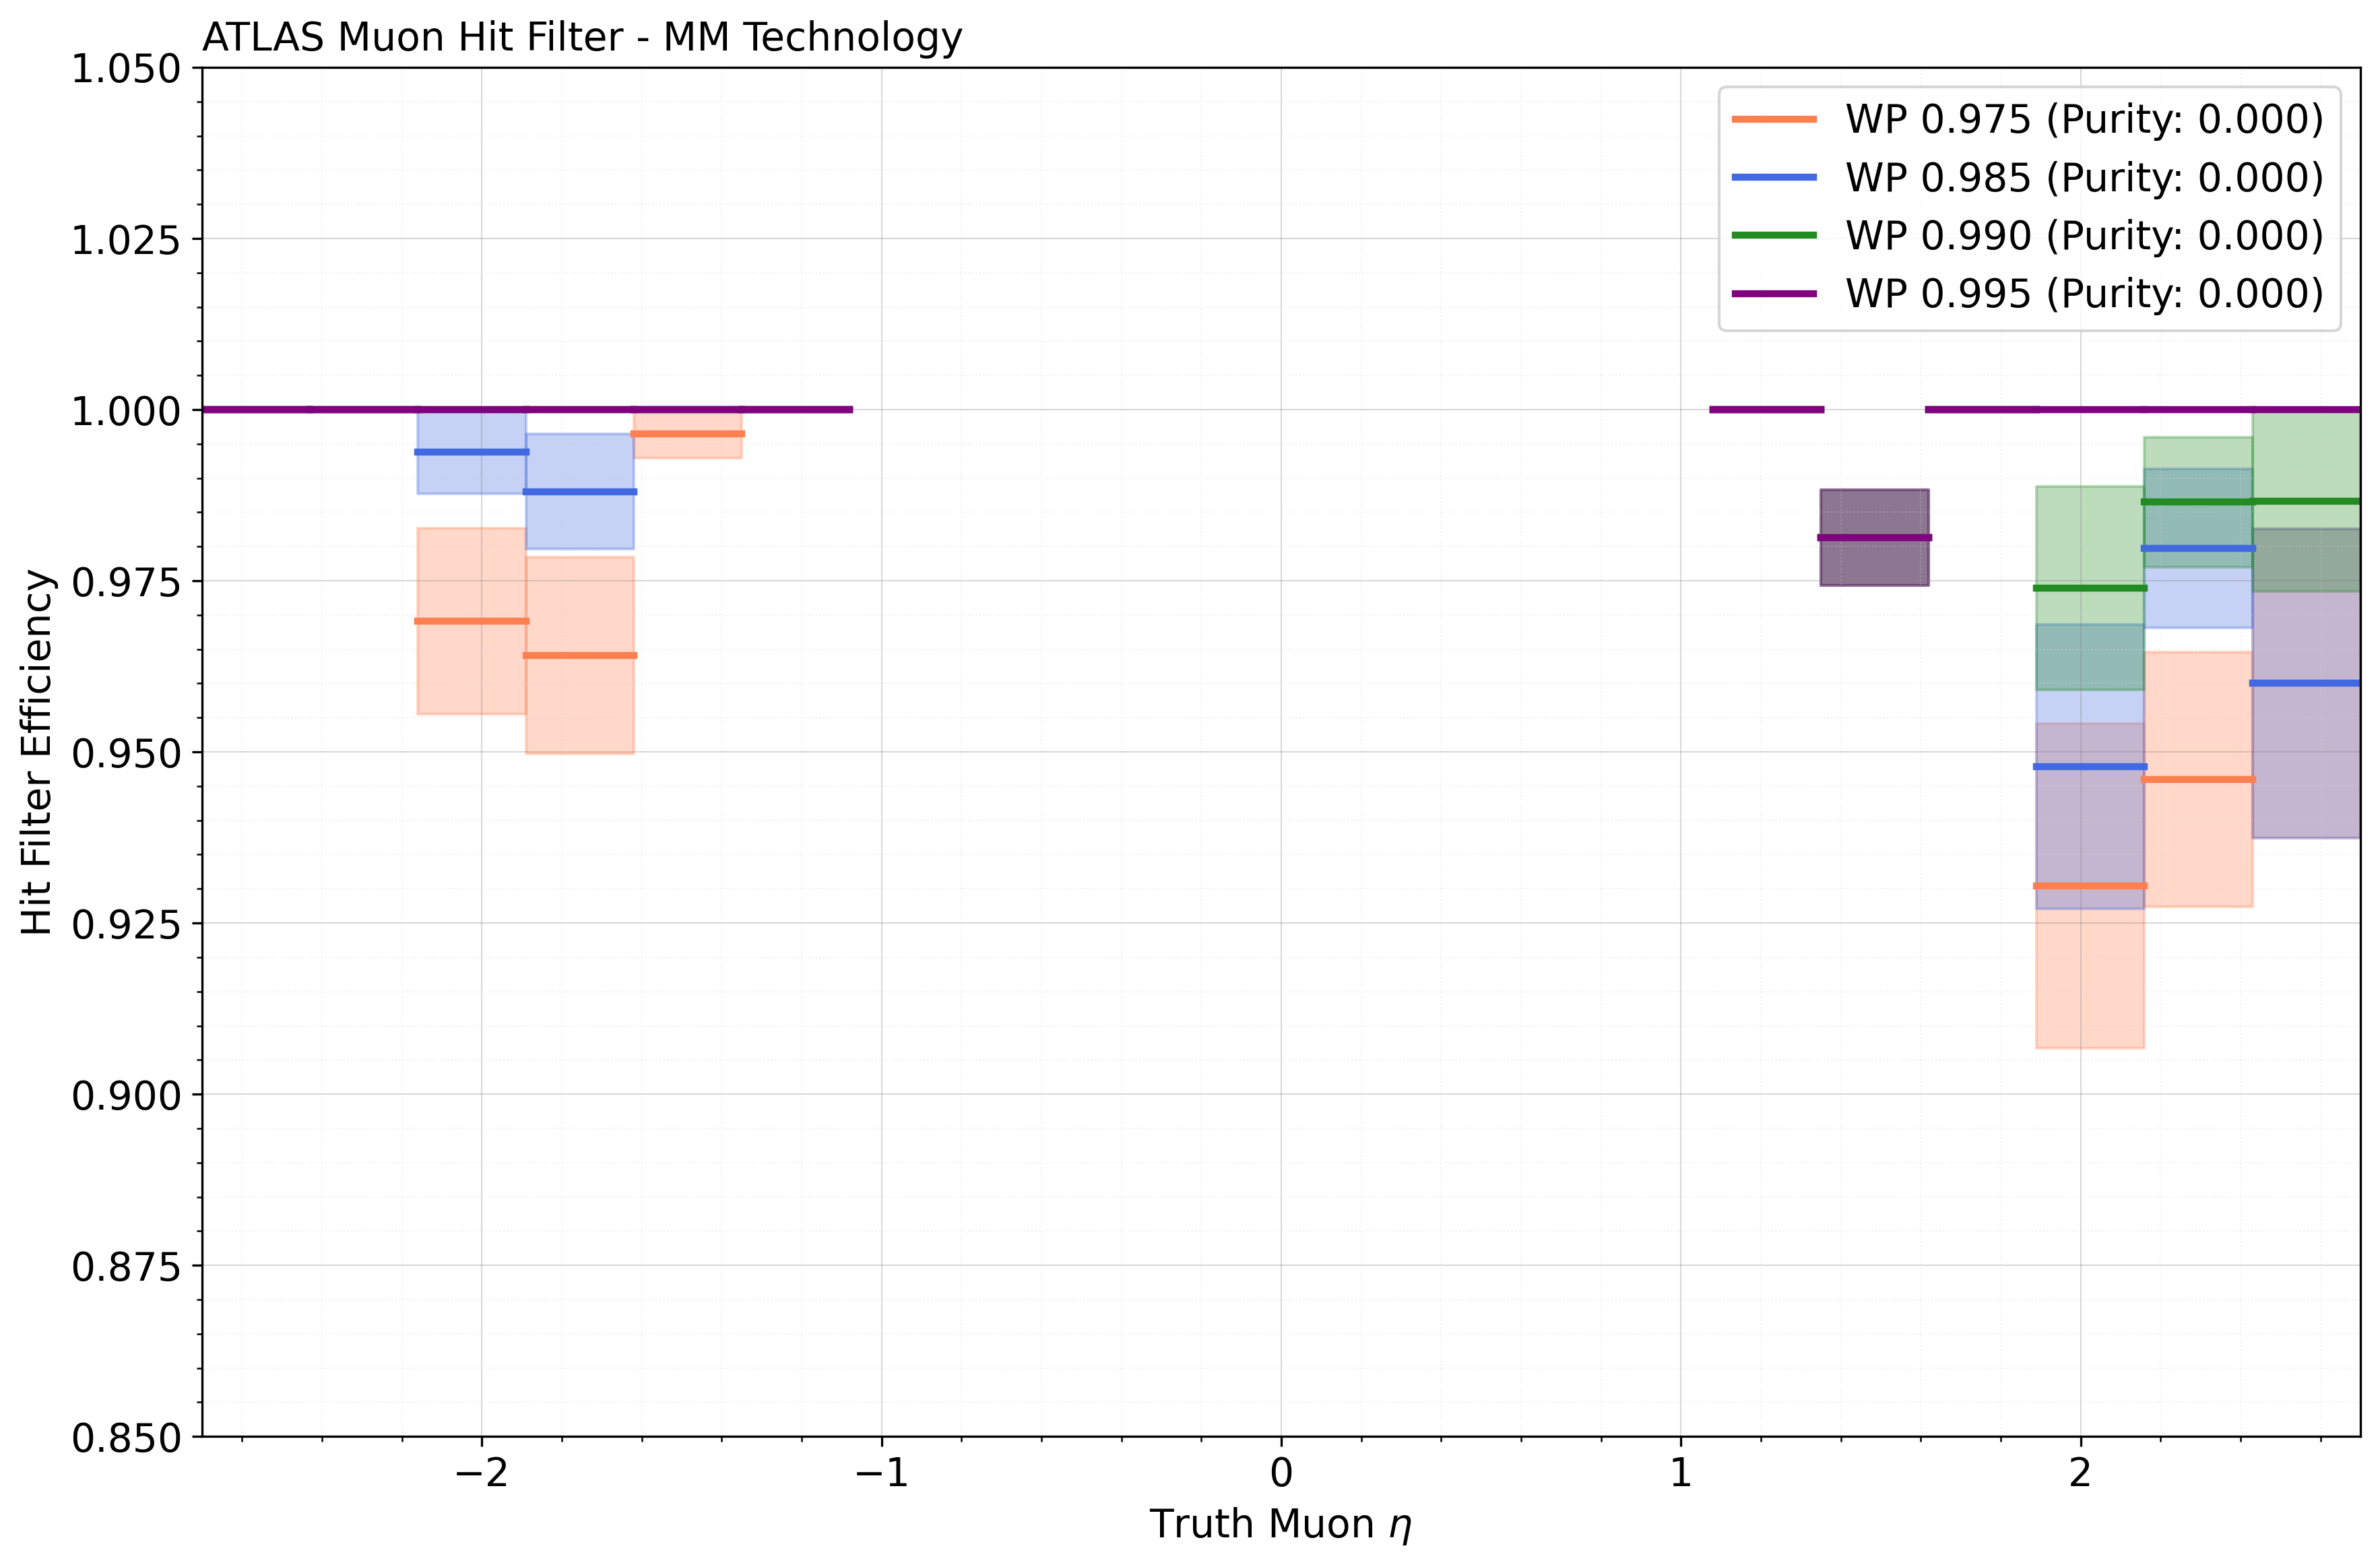 ATLAS Muon Hit Filter - MM Technology
1.050
1.025
1.000
0.975
0.950
0.925
0.900
0.875
0.850
Hit Filter Efficiency
WP 0.975 (Purity: 0.000)
WP 0.985 (Purity: 0.000)
WP 0.990 (Purity: 0.000)
WP 0.995 (Purity: 0.000)
−2 −1 0 1 2
Truth Muon η